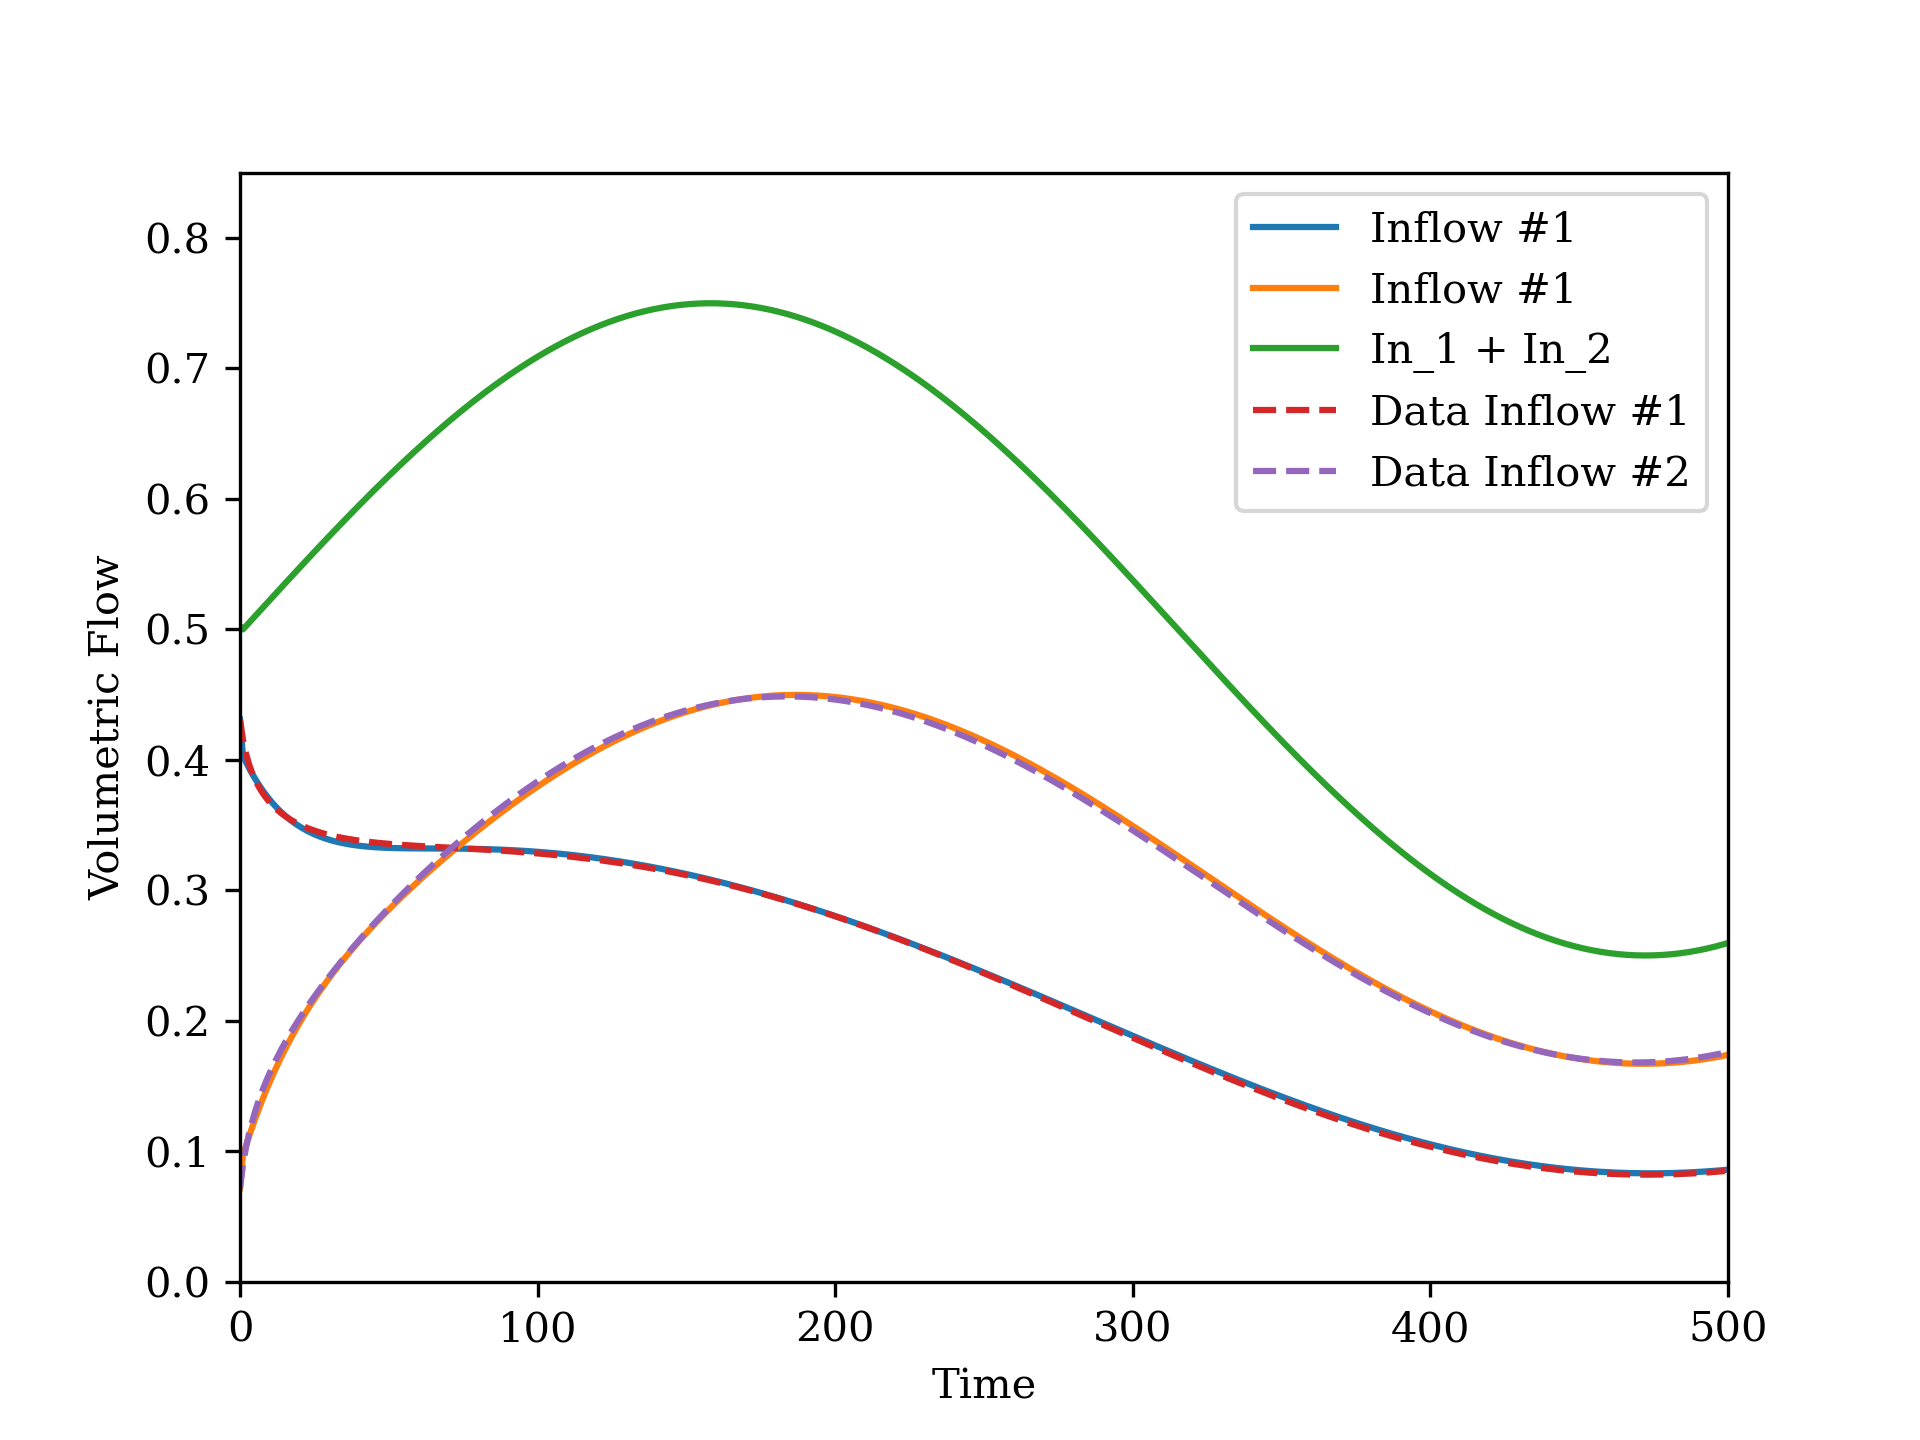 Volumetric Flow
0.8
0.7
0.6
0.5
0.4
0.3
0.2
0.1
0.0
0 100 200 300 400 500
Time
Inflow #1
Inflow #1
In_1 + In_2
Data Inflow #1
Data Inflow #2